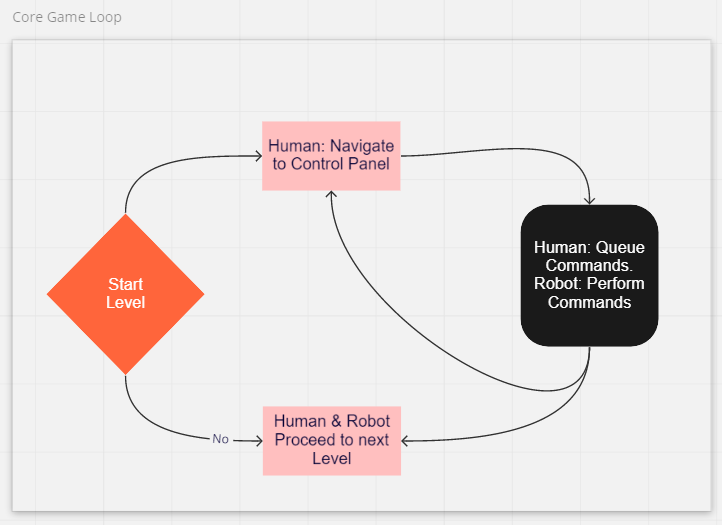 Core Game Loop
Human: Navigate
to Control Panel
Human: Queue
Commands.
Robot: Perform
Commands
Start
Level
No
Human & Robot
Proceed to next
Level